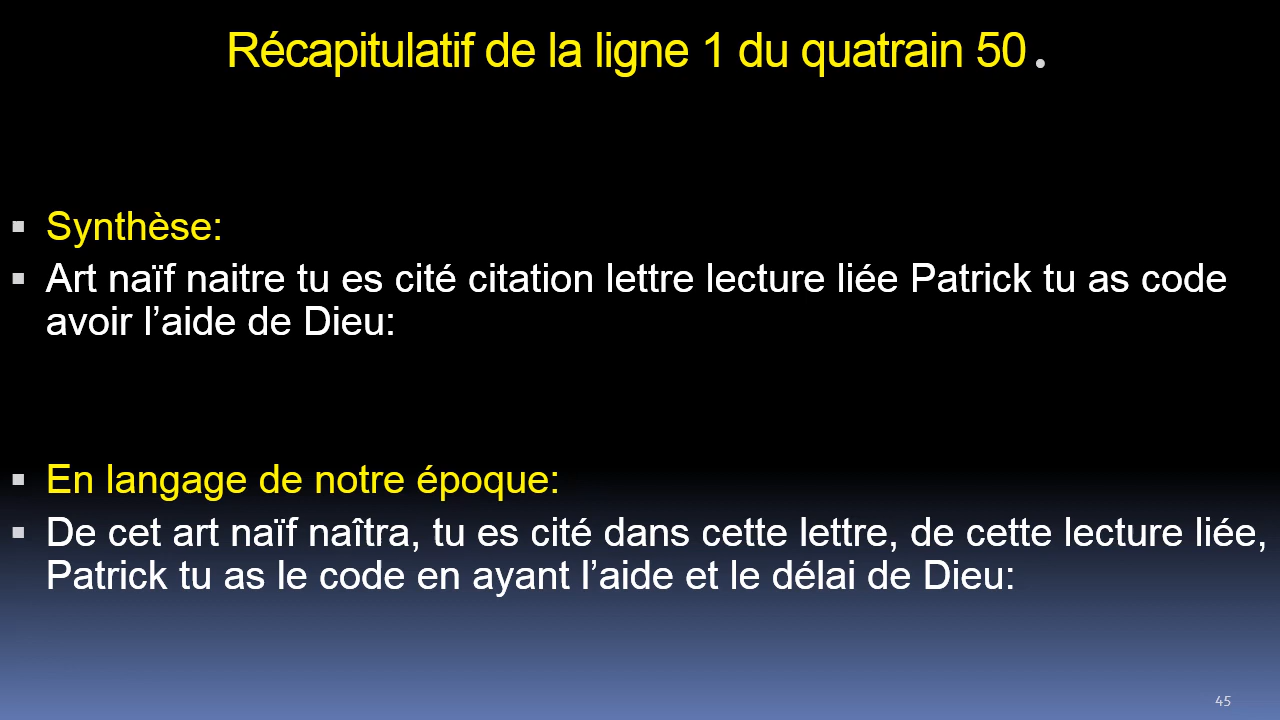 Récapitulatif de la ligne 1 du quatrain 50.
▪ Synthèse:
▪ Art naïf naitre tu es cité citation lettre lecture liée Patrick tu as code
avoir l’aide de Dieu:
▪ En langage de notre époque:
▪ De cet art naïf naîtra, tu es cité dans cette lettre, de cette lecture liée,
Patrick tu as le code en ayant l’aide et le délai de Dieu:
45